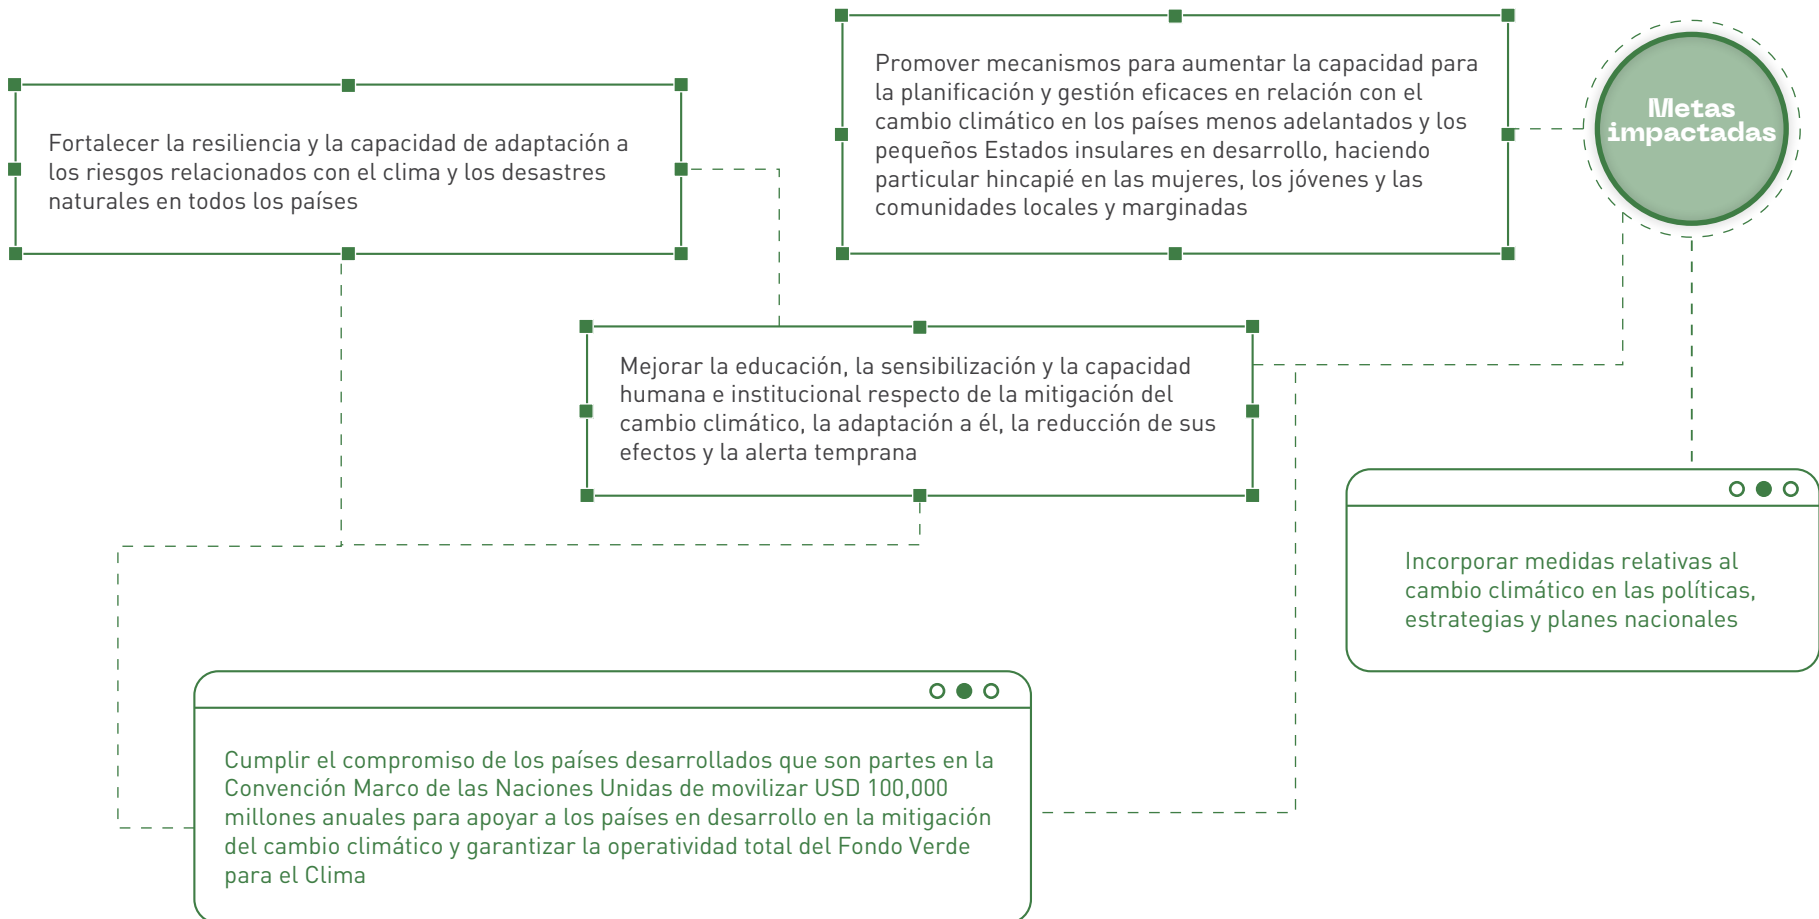 Metas
impactadas
Promover mecanismos para aumentar la capacidad para
la planificación y gestión eficaces en relación con el
cambio climático en los países menos adelantados y los
pequeños Estados insulares en desarrollo, haciendo
particular hincapié en las mujeres, los jóvenes y las
comunidades locales y marginadas
Fortalecer la resiliencia y la capacidad de adaptación a
los riesgos relacionados con el clima y los desastres
naturales en todos los países
Mejorar la educación, la sensibilización y la capacidad
humana e institucional respecto de la mitigación del
cambio climático, la adaptación a él, la reducción de sus
efectos y la alerta temprana
Incorporar medidas relativas al
cambio climático en las políticas,
estrategias y planes nacionales
Cumplir el compromiso de los países desarrollados que son partes en la
Convención Marco de las Naciones Unidas de movilizar USD 100,000
millones anuales para apoyar a los países en desarrollo en la mitigación
del cambio climático y garantizar la operatividad total del Fondo Verde
para el Clima